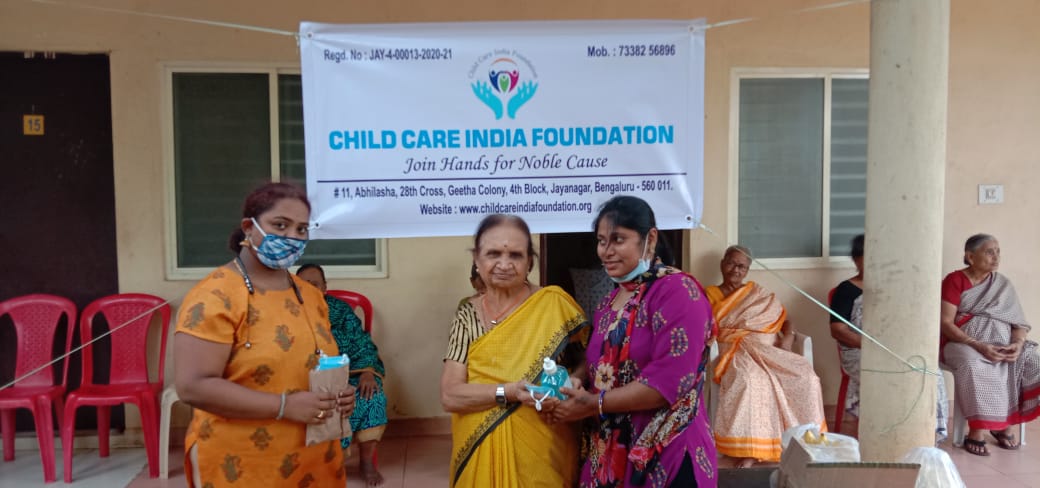 Regd. No : JAY-4-00013-2020-21
Mob. : 73382 56896
Child Care India Foundation
CHILD CARE INDIA FOUNDATION
Join Hands for Noble Cause
# 11, Abhilasha, 28th Cross, Geetha Colony, 4th Block, Jayanagar, Bengaluru - 560 011.
Website : www.childcareindiafoundation.org
15